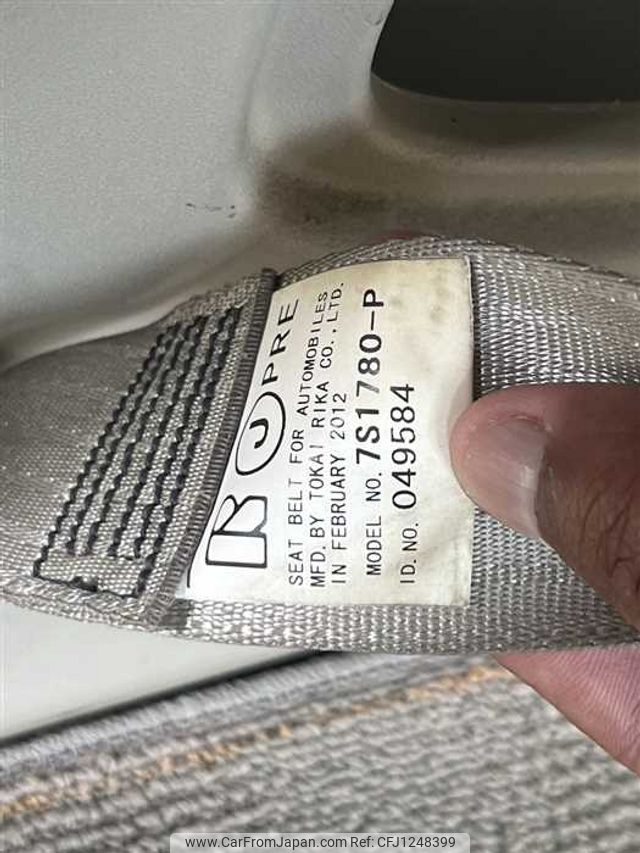 J PRE
SEAT BELT FOR AUTOMOBILES
MFD. BY TOKAI RIKA CO., LTD.
IN FEBRUARY 2012
MODEL NO. 7S1780-P
ID. NO. 049584
www.CarFromJapan.com Ref: CFJ1248399